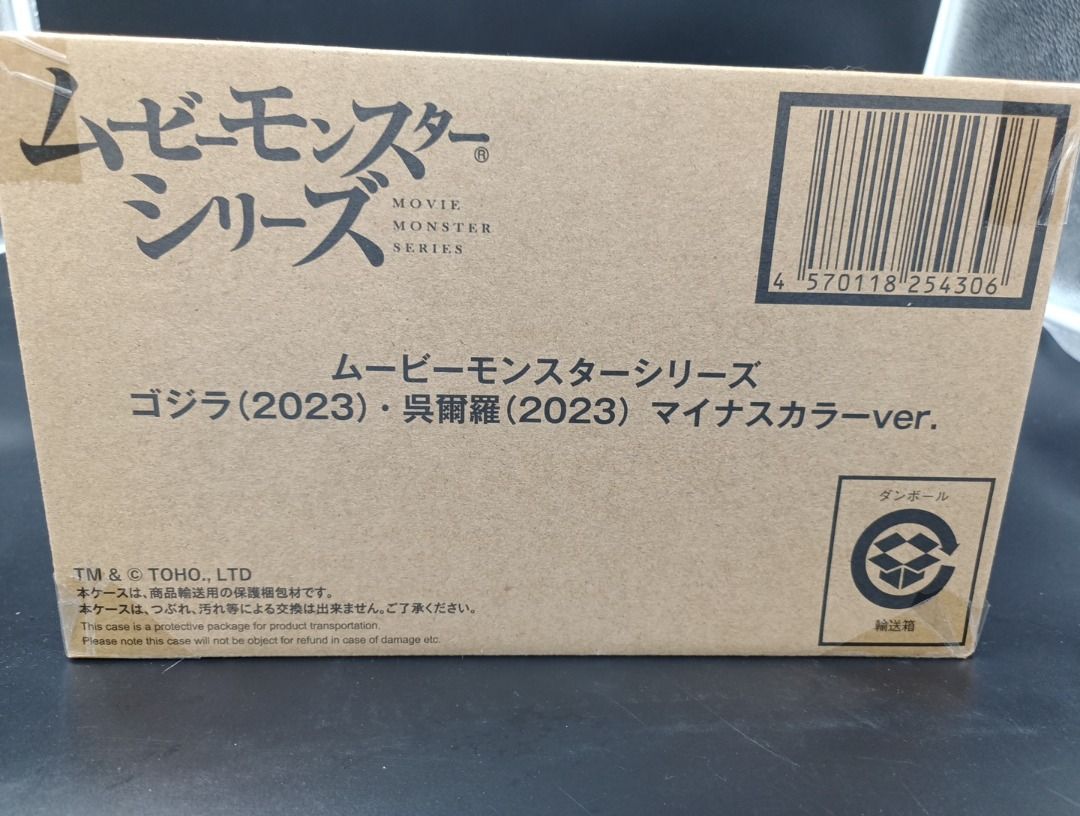 ムービーモンスター®
シリーズ
MOVIE
MONSTER
SERIES
4 570118 254306
ムービーモンスターシリーズ
ゴジラ(2023)・呉爾羅(2023) マイナスカラーver.
ダンボール
輸送箱
TM & © TOHO., LTD
本ケースは、商品輸送用の保護梱包材です。
本ケースは、つぶれ、汚れ等による交換は出来ません。ご了承ください。
This case is a protective package for product transportation.
Please note this case will not be object for refund in case of damage etc.